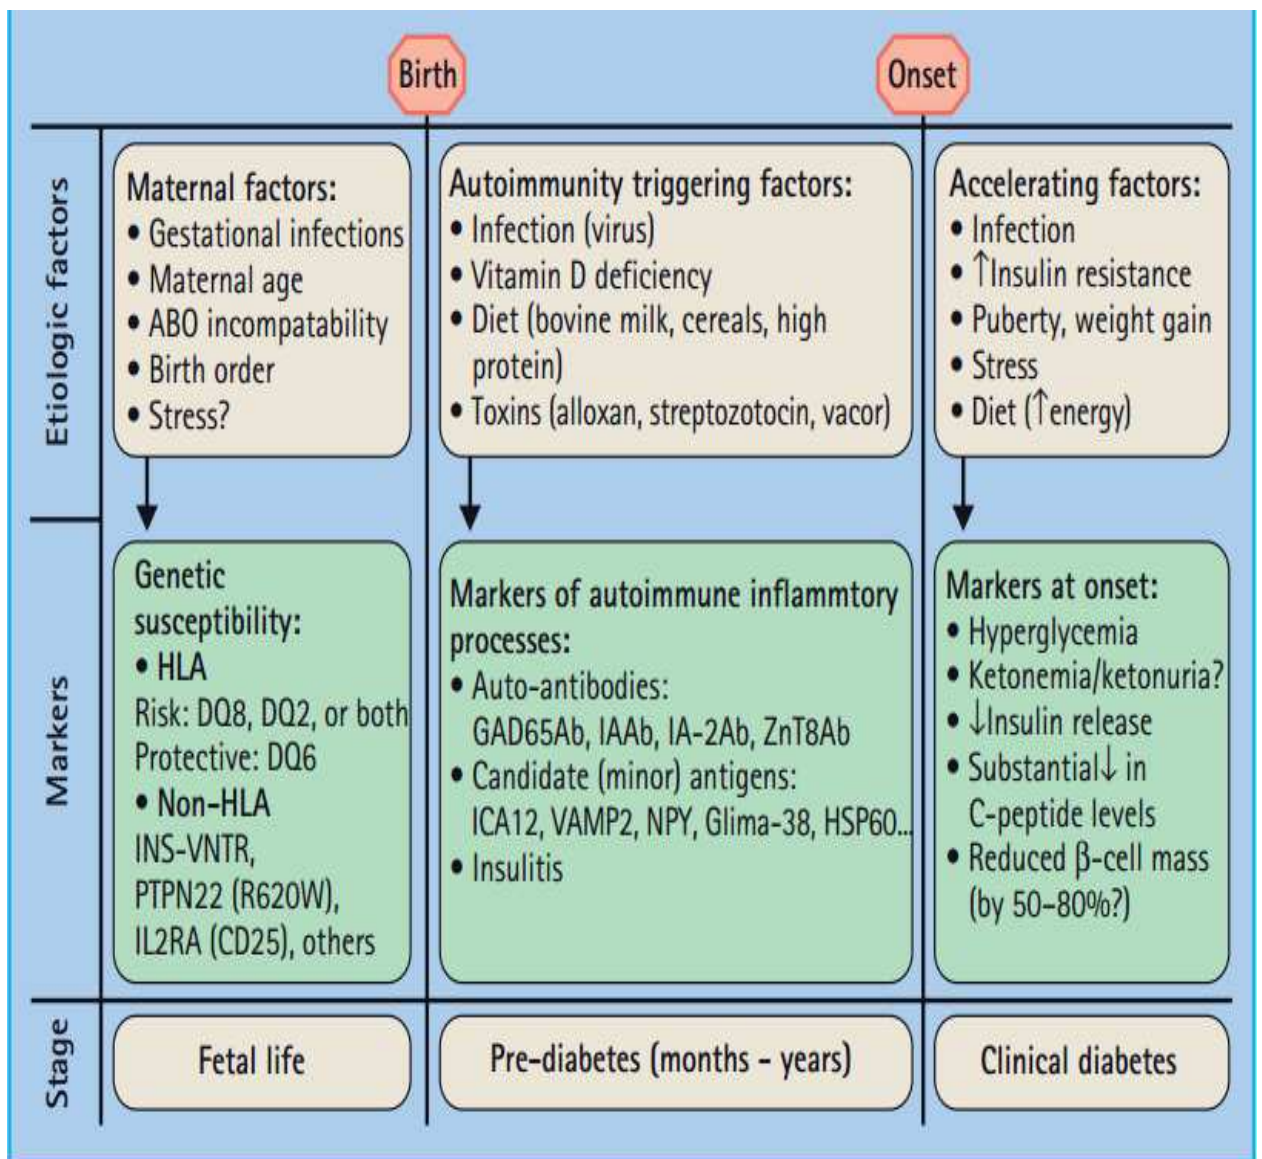 Birth
Onset
Etiologic factors
Maternal factors:
• Gestational infections
• Maternal age
• ABO incompatability
• Birth order
• Stress?
Autoimmunity triggering factors:
• Infection (virus)
• Vitamin D deficiency
• Diet (bovine milk, cereals, high
protein)
• Toxins (alloxan, streptozotocin, vacor)
Accelerating factors:
• Infection
• ↑Insulin resistance
• Puberty, weight gain
• Stress
• Diet (↑energy)
Markers
Genetic
susceptibility:
• HLA
Risk: DQ8, DQ2, or both
Protective: DQ6
• Non-HLA
INS-VNTR,
PTPN22 (R620W),
IL2RA (CD25), others
Markers of autoimmune inflammtory
processes:
• Auto-antibodies:
GAD65Ab, IAAb, IA-2Ab, ZnT8Ab
• Candidate (minor) antigens:
ICA12, VAMP2, NPY, Glima-38, HSP60...
• Insulitis
Markers at onset:
• Hyperglycemia
• Ketonemia/ketonuria?
• ↓Insulin release
• Substantial↓ in
C-peptide levels
• Reduced β-cell mass
(by 50–80%?)
Stage
Fetal life
Pre-diabetes (months – years)
Clinical diabetes